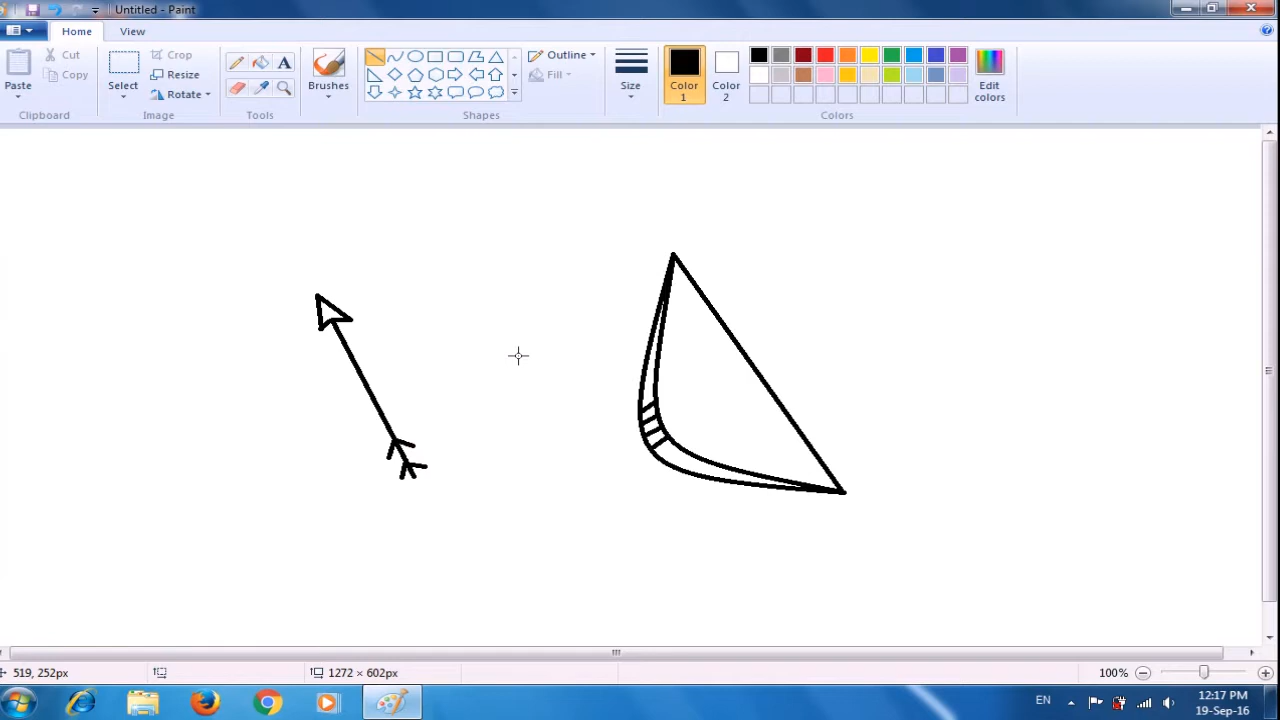 Untitled - Paint
Home View
Paste
Cut
Copy
Clipboard
Select
Crop
Resize
Rotate
Image
Tools
Brushes
Outline
Fill
Shapes
Size
Color 1
Color 2
Edit colors
Colors
519, 252px
1272 × 602px
100%
EN
12:17 PM
19-Sep-16